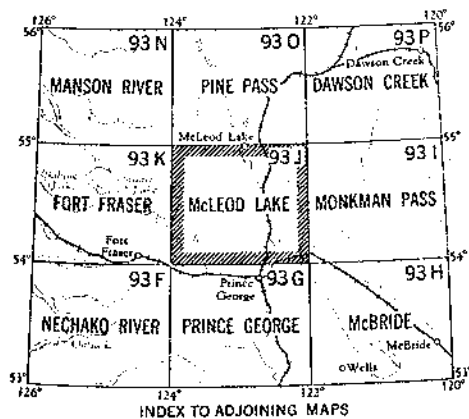 126° 124° 122° 120°
56° 93 N 93 O 93 P 56°
Dawson Creek
MANSON RIVER PINE PASS DAWSON CREEK
McLeod Lake
55° 93 K 93 J 93 I 55°
FORT FRASER McLEOD LAKE MONKMAN PASS
Fort
Fraser
54° 93 F 93 G 93 H 54°
Prince
George
NECHAKO RIVER PRINCE GEORGE McBRIDE
McBride
Wells
53° 53°
126° 124° 122° 120°
INDEX TO ADJOINING MAPS